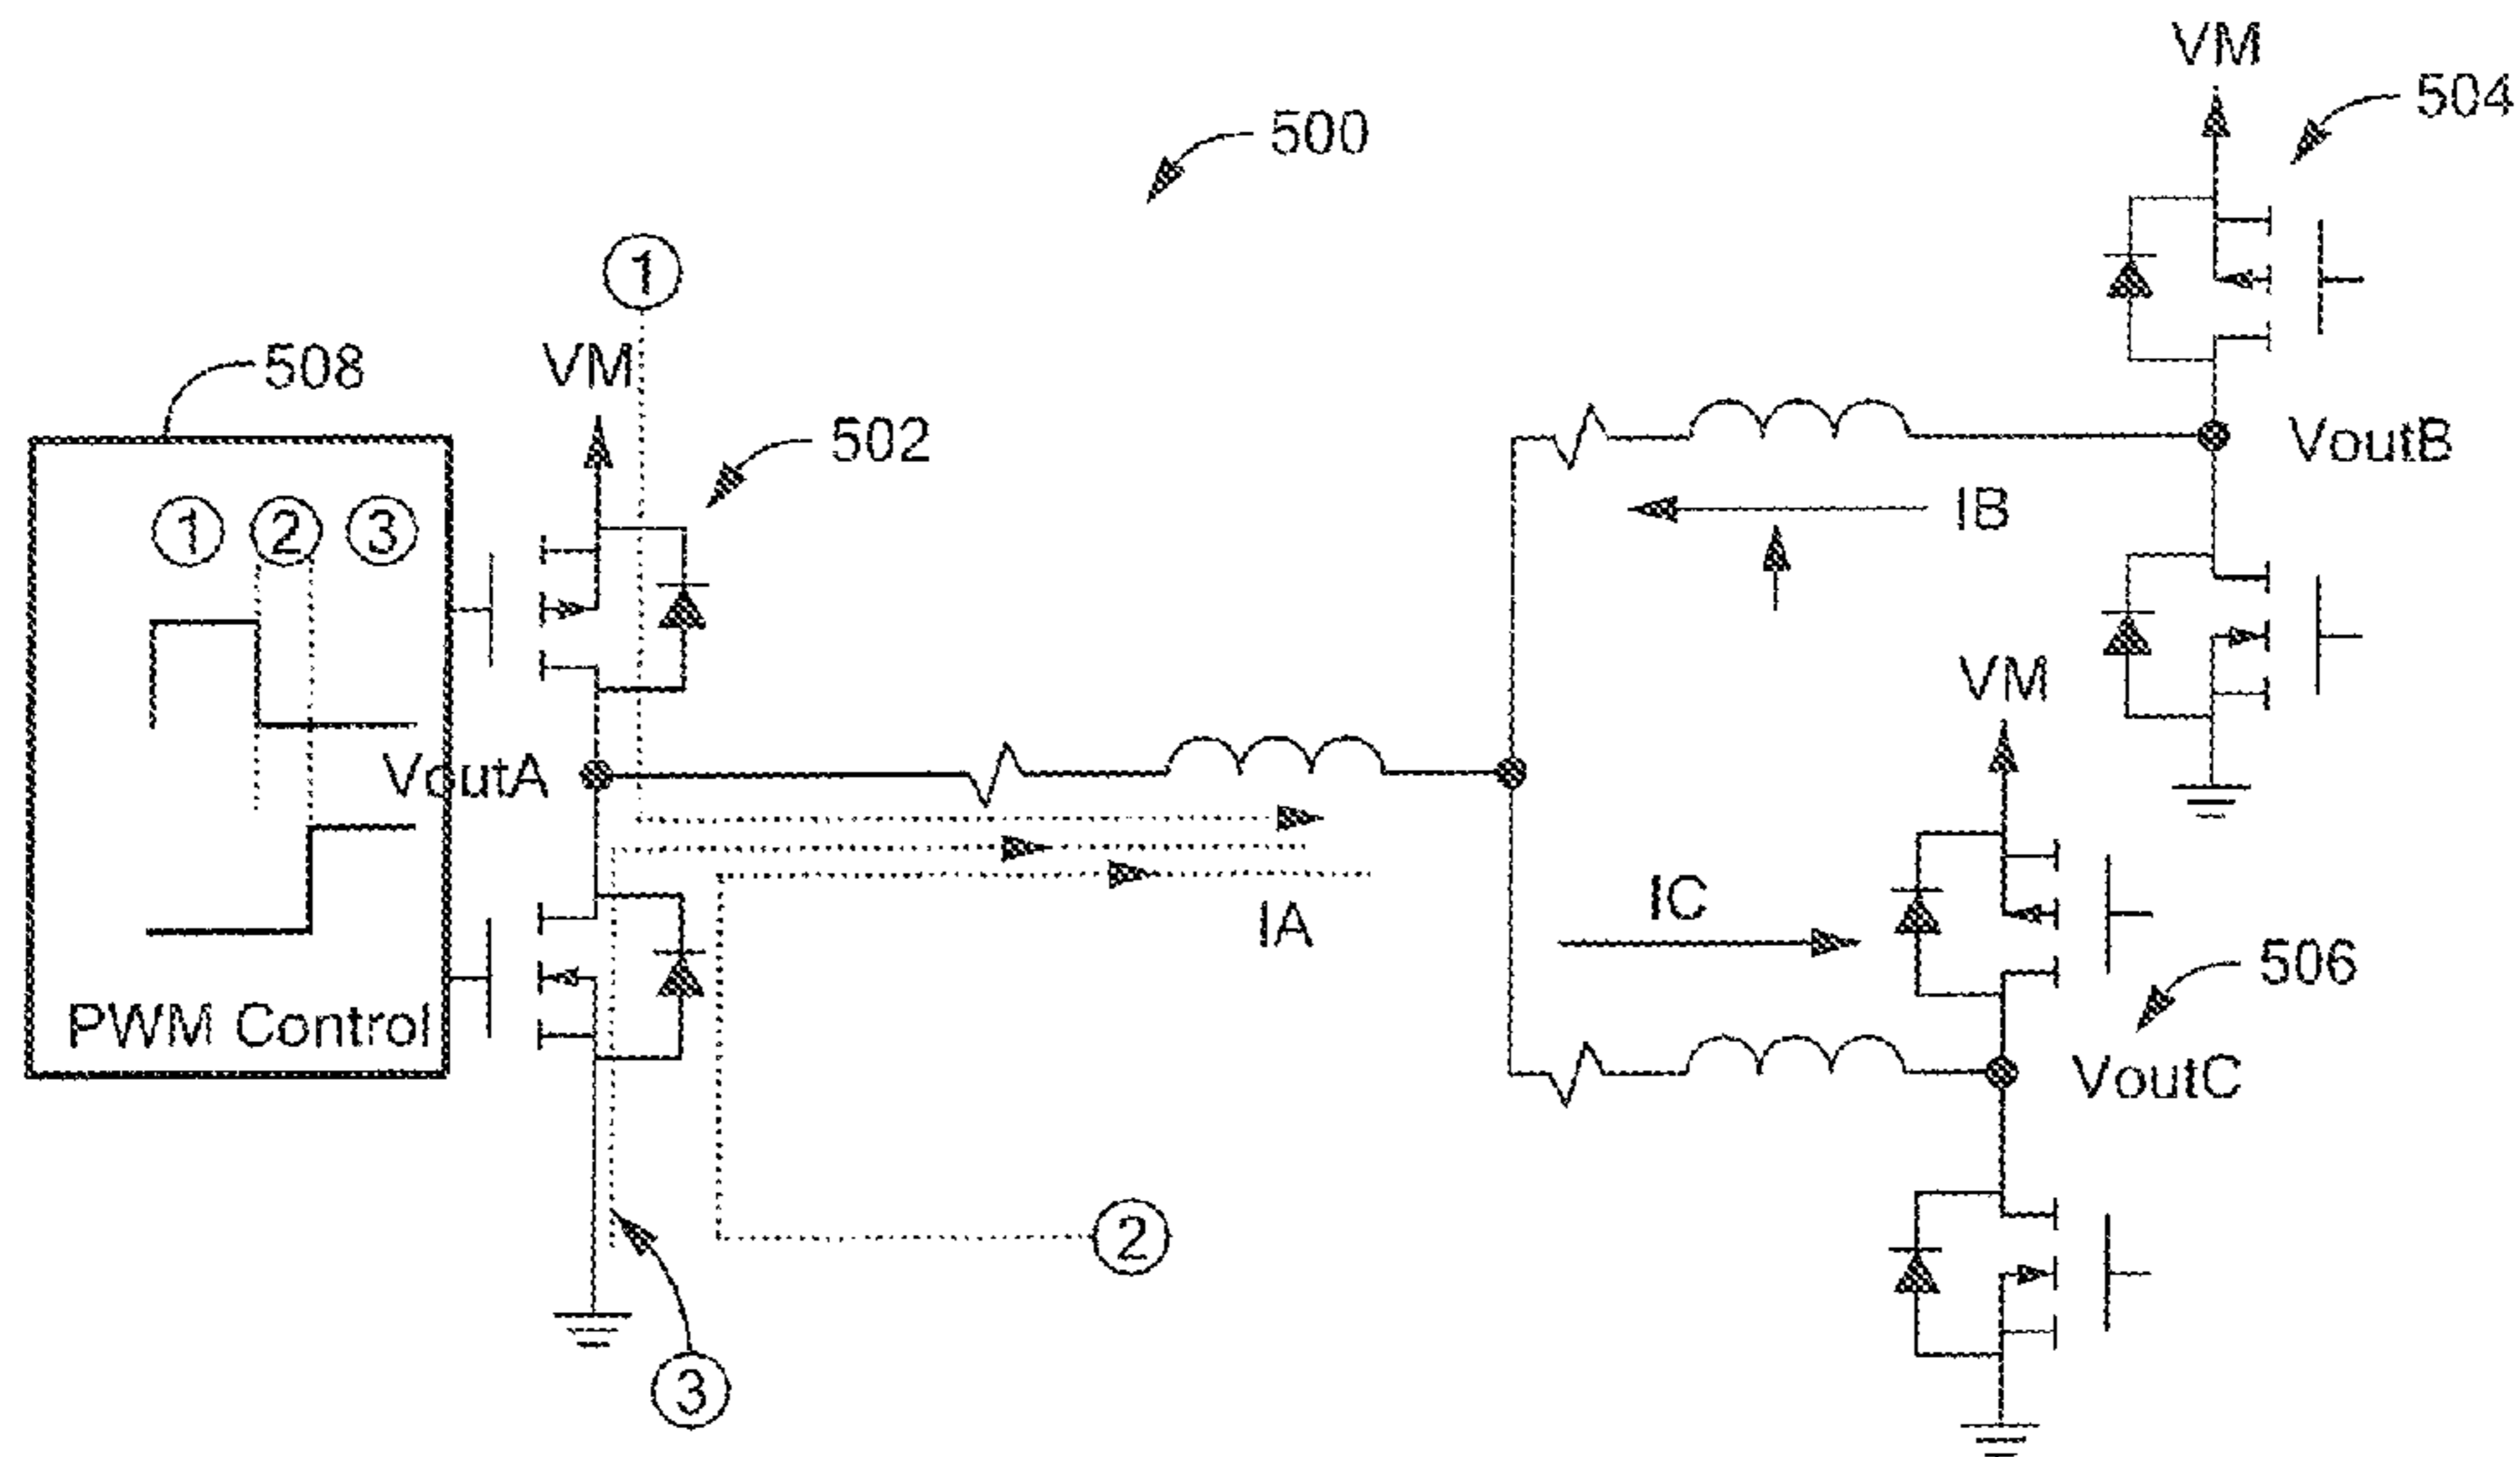 VM
504
500
①
508
VM
502
VoutB
① ② ③
IB
VM
VoutA
IC
IA
506
PWM Control
VoutC
②
③